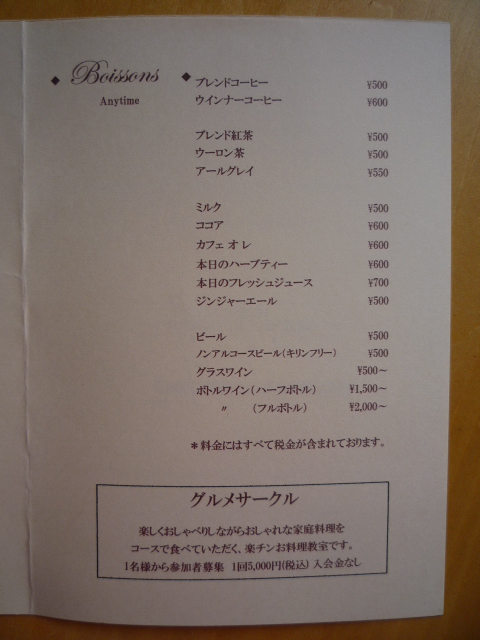 ◆ Boissons ◆
Anytime
ブレンドコーヒー ¥500
ウインナーコーヒー ¥600
ブレンド紅茶 ¥500
ウーロン茶 ¥500
アールグレイ ¥550
ミルク ¥500
ココア ¥600
カフェ オ レ ¥600
本日のハーブティー ¥600
本日のフレッシュジュース ¥700
ジンジャーエール ¥500
ビール ¥500
ノンアルコースビール(キリンフリー) ¥500
グラスワイン ¥500〜
ボトルワイン(ハーフボトル) ¥1,500〜
〃 (フルボトル) ¥2,000〜
＊料金にはすべて税金が含まれております。
グルメサークル
楽しくおしゃべりしながらおしゃれな家庭料理を
コースで食べていただく、楽チンお料理教室です。
1名様から参加者募集 1回5,000円(税込) 入会金なし